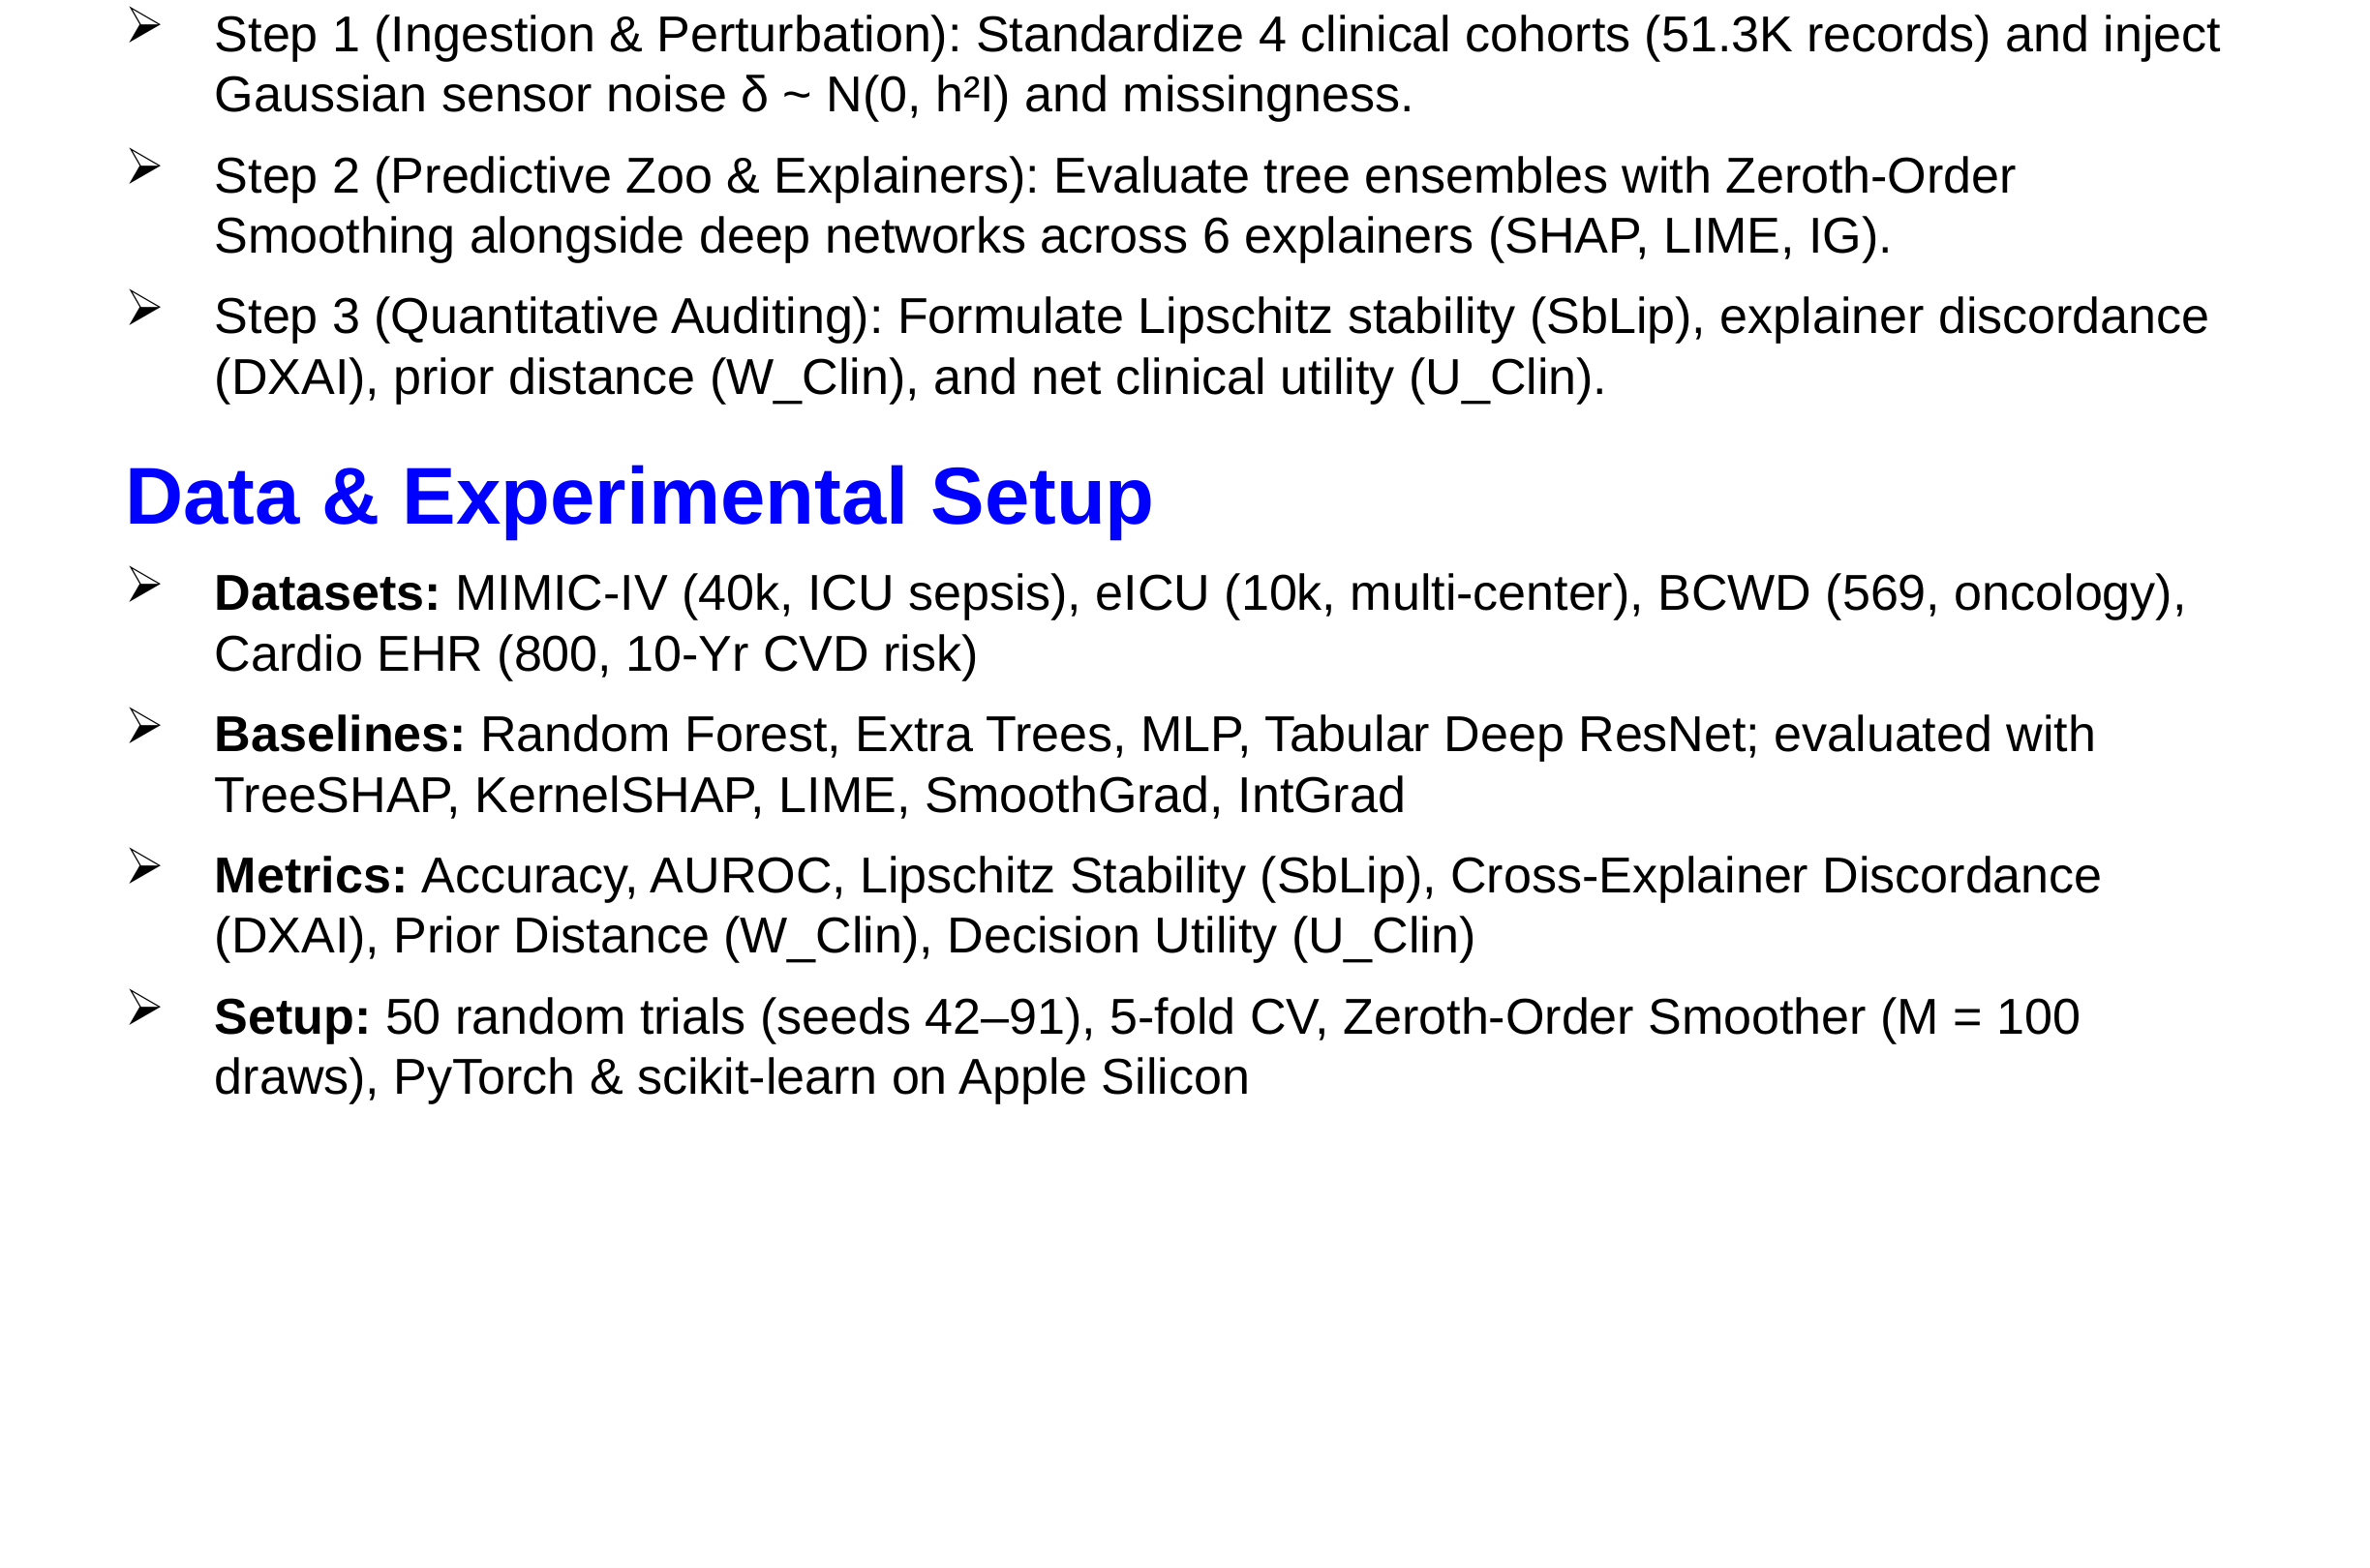 ➢ Step 1 (Ingestion & Perturbation): Standardize 4 clinical cohorts (51.3K records) and inject
Gaussian sensor noise δ ~ N(0, h²I) and missingness.
➢ Step 2 (Predictive Zoo & Explainers): Evaluate tree ensembles with Zeroth-Order
Smoothing alongside deep networks across 6 explainers (SHAP, LIME, IG).
➢ Step 3 (Quantitative Auditing): Formulate Lipschitz stability (SbLip), explainer discordance
(DXAI), prior distance (W_Clin), and net clinical utility (U_Clin).
Data & Experimental Setup
➢ Datasets: MIMIC-IV (40k, ICU sepsis), eICU (10k, multi-center), BCWD (569, oncology),
Cardio EHR (800, 10-Yr CVD risk)
➢ Baselines: Random Forest, Extra Trees, MLP, Tabular Deep ResNet; evaluated with
TreeSHAP, KernelSHAP, LIME, SmoothGrad, IntGrad
➢ Metrics: Accuracy, AUROC, Lipschitz Stability (SbLip), Cross-Explainer Discordance
(DXAI), Prior Distance (W_Clin), Decision Utility (U_Clin)
➢ Setup: 50 random trials (seeds 42–91), 5-fold CV, Zeroth-Order Smoother (M = 100
draws), PyTorch & scikit-learn on Apple Silicon